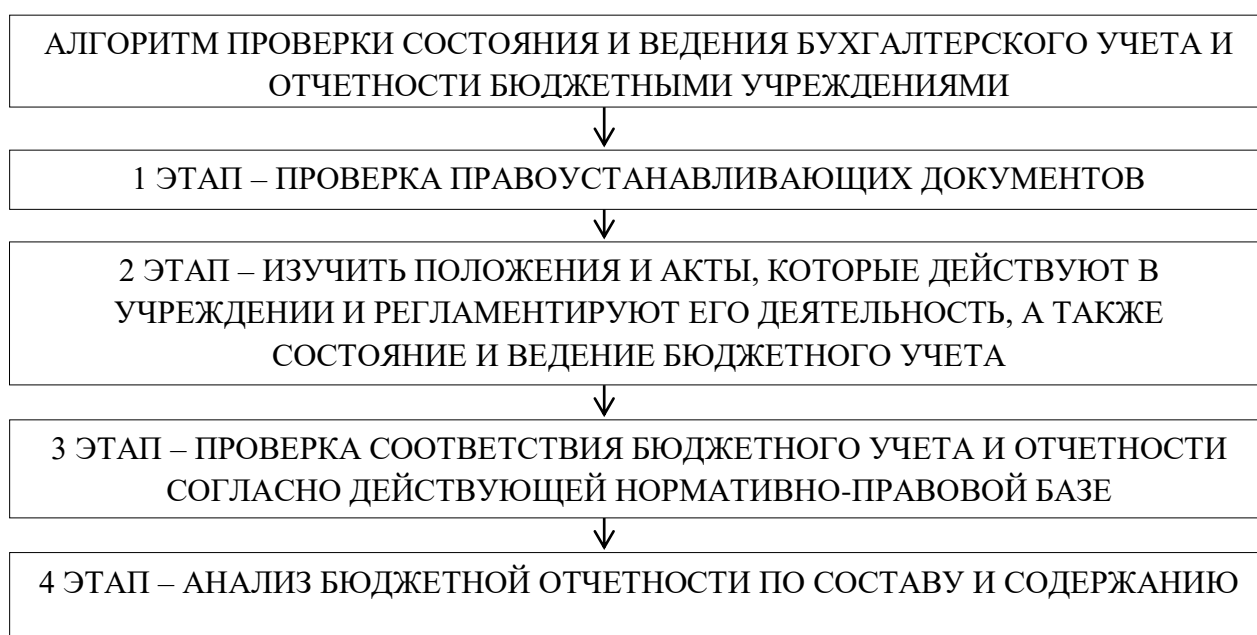 АЛГОРИТМ ПРОВЕРКИ СОСТОЯНИЯ И ВЕДЕНИЯ БУХГАЛТЕРСКОГО УЧЕТА И
ОТЧЕТНОСТИ БЮДЖЕТНЫМИ УЧРЕЖДЕНИЯМИ
1 ЭТАП – ПРОВЕРКА ПРАВОУСТАНАВЛИВАЮЩИХ ДОКУМЕНТОВ
2 ЭТАП – ИЗУЧИТЬ ПОЛОЖЕНИЯ И АКТЫ, КОТОРЫЕ ДЕЙСТВУЮТ В
УЧРЕЖДЕНИИ И РЕГЛАМЕНТИРУЮТ ЕГО ДЕЯТЕЛЬНОСТЬ, А ТАКЖЕ
СОСТОЯНИЕ И ВЕДЕНИЕ БЮДЖЕТНОГО УЧЕТА
3 ЭТАП – ПРОВЕРКА СООТВЕТСТВИЯ БЮДЖЕТНОГО УЧЕТА И ОТЧЕТНОСТИ
СОГЛАСНО ДЕЙСТВУЮЩЕЙ НОРМАТИВНО-ПРАВОВОЙ БАЗЕ
4 ЭТАП – АНАЛИЗ БЮДЖЕТНОЙ ОТЧЕТНОСТИ ПО СОСТАВУ И СОДЕРЖАНИЮ